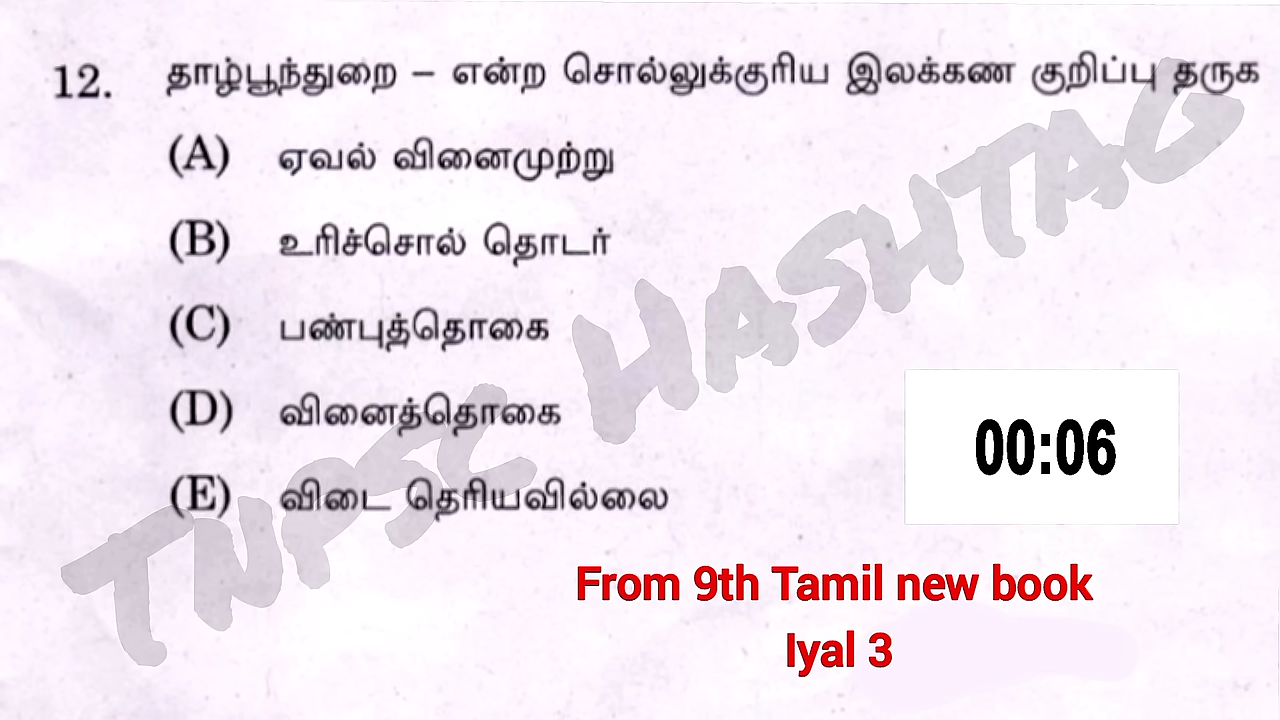 12. தாழ்பூந்துறை – என்ற சொல்லுக்குரிய இலக்கண குறிப்பு தருக
(A) ஏவல் வினைமுற்று
(B) உரிச்சொல் தொடர்
(C) பண்புத்தொகை
(D) வினைத்தொகை
(E) விடை தெரியவில்லை
TNPSC HASHTAG
00:06
From 9th Tamil new book
Iyal 3